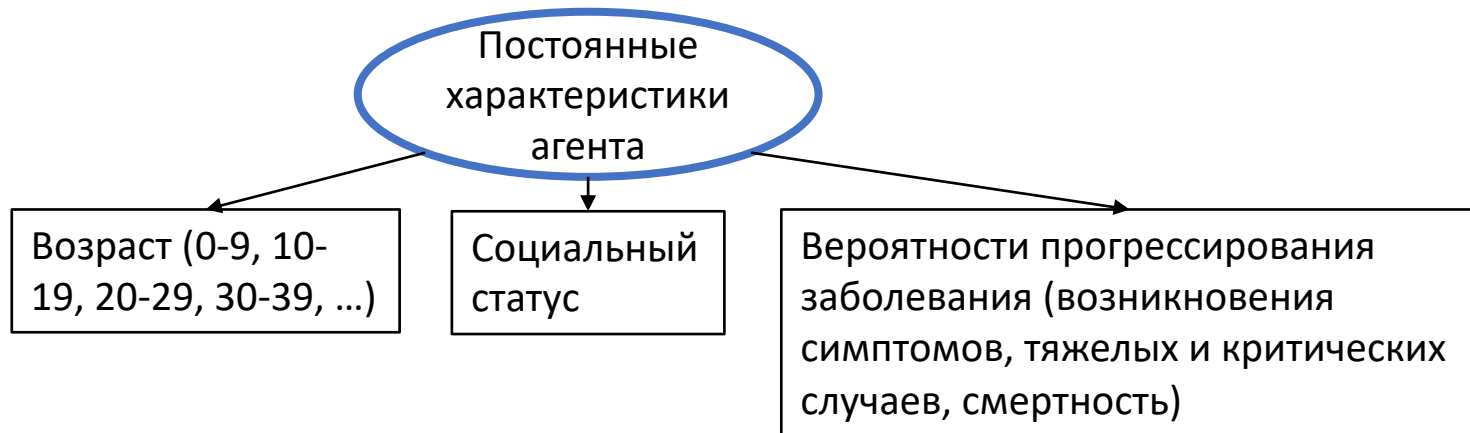 Постоянные
характеристики
агента
Возраст (0-9, 10-
19, 20-29, 30-39, ...)
Социальный
статус
Вероятности прогрессирования
заболевания (возникновения
симптомов, тяжелых и критических
случаев, смертность)